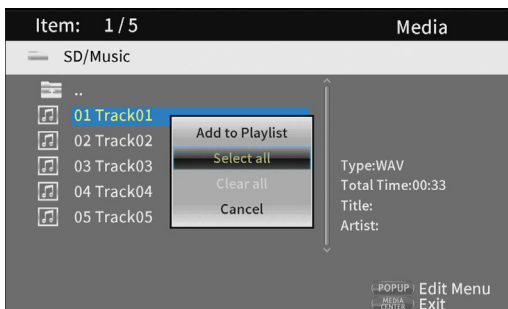 Item: 1/5 Media
SD/Music
..
01 Track01
02 Track02
03 Track03
04 Track04
05 Track05
Add to Playlist
Select all
Clear all
Cancel
Type:WAV
Total Time:00:33
Title:
Artist:
POPUP Edit Menu
MEDIA CENTER Exit